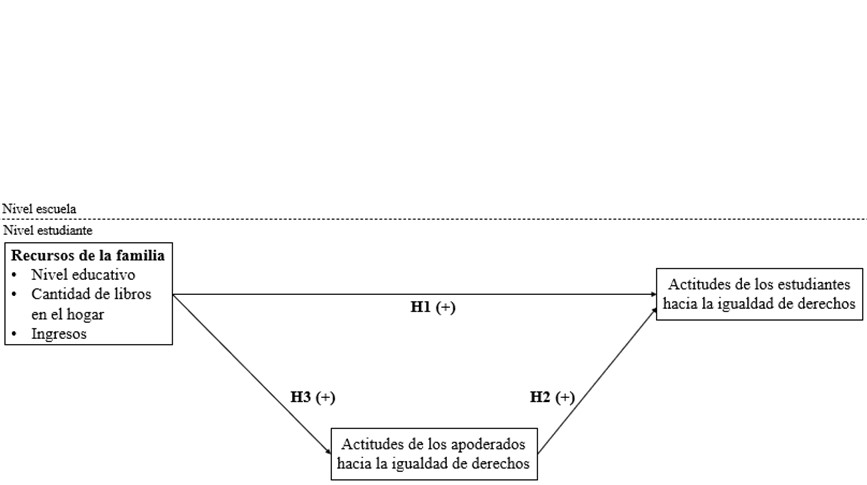 Nivel escuela
Nivel estudiante
Recursos de la familia
• Nivel educativo
• Cantidad de libros
en el hogar
• Ingresos
Actitudes de los estudiantes
hacia la igualdad de derechos
H1 (+)
H3 (+)
H2 (+)
Actitudes de los apoderados
hacia la igualdad de derechos